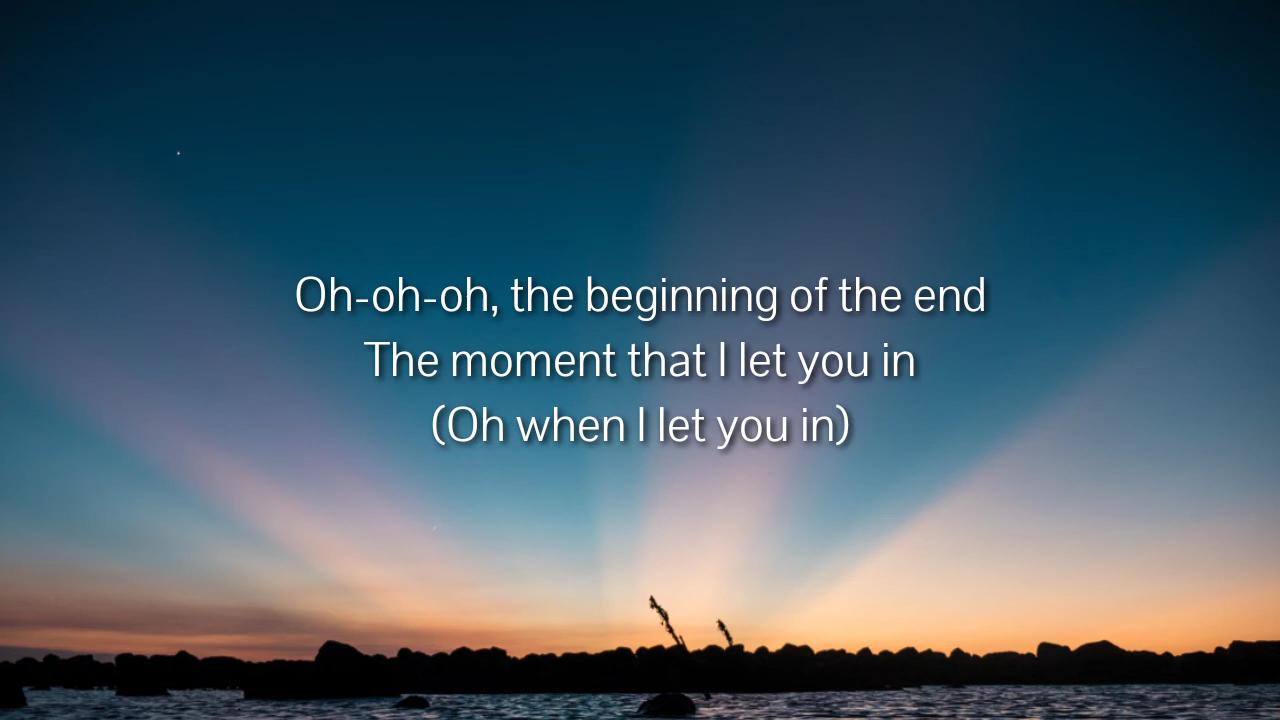 Oh-oh-oh, the beginning of the end
The moment that I let you in
(Oh when I let you in)